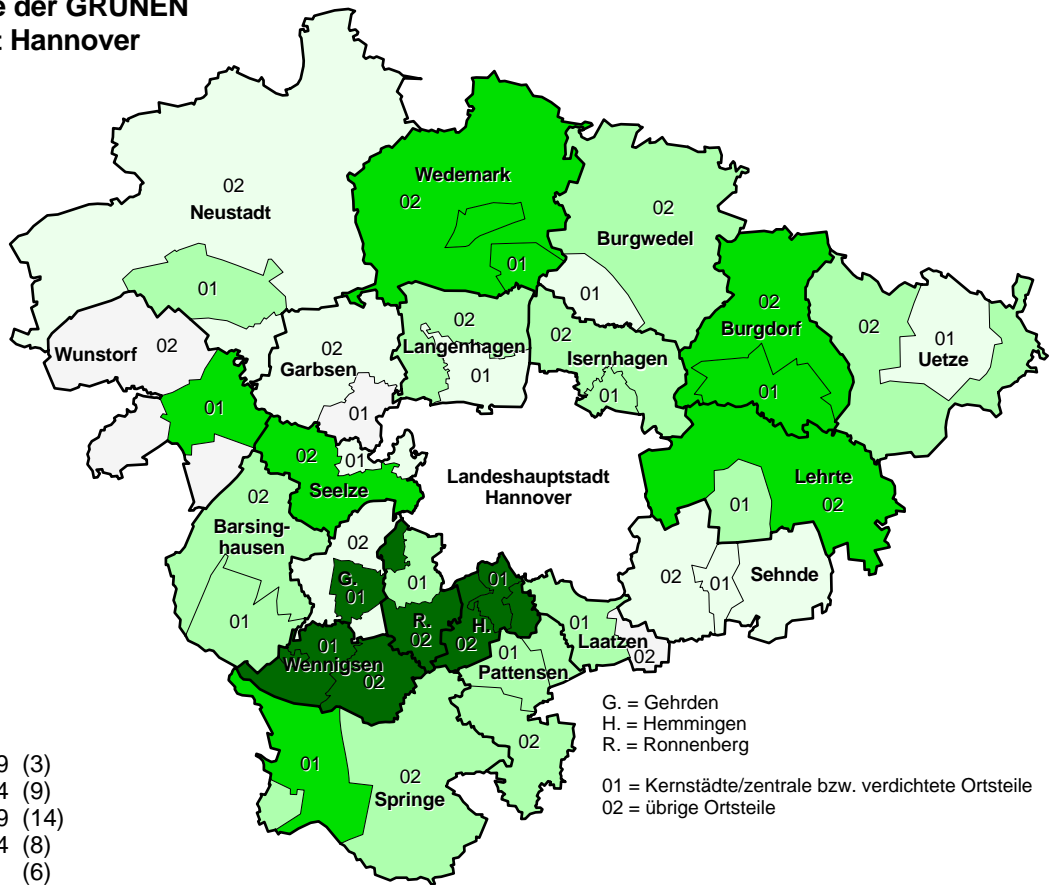 der GRÜNEN
Hannover
02
Neustadt
01
Wedemark
02
01
02
Burgwedel
01
02
Burgdorf
01
02
01
Uetze
Wunstorf
02
01
02
Garbsen
01
02
Langenhagen
01
02
Isernhagen
01
02
01
Seelze
Landeshauptstadt
Hannover
Lehrte
02
01
02
Barsing-
hausen
01
02
G.
01
01
R.
02
01
H.
02
01
Laatzen
02
02
01
Sehnde
01
Wennigsen
02
01
Pattensen
02
01
02
Springe
G. = Gehrden
H. = Hemmingen
R. = Ronnenberg
01 = Kernstädte/zentrale bzw. verdichtete Ortsteile
02 = übrige Ortsteile
9 (3)
4 (9)
9 (14)
4 (8)
(6)